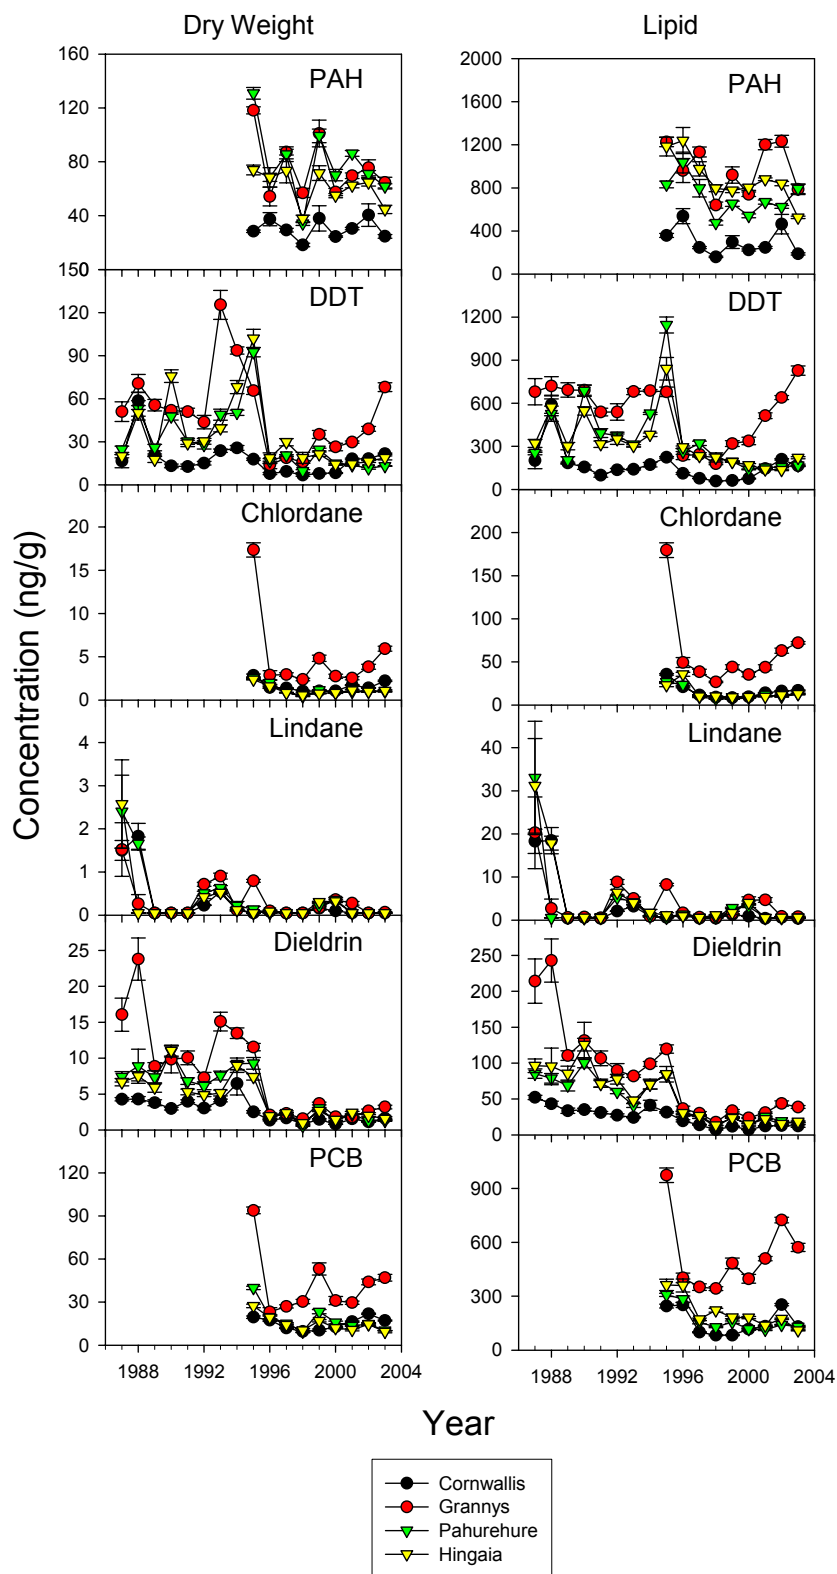 Dry Weight
Lipid
Concentration (ng/g)
PAH
160
120
80
40
PAH
2000
1600
1200
800
400
0
DDT
150
120
90
60
30
0
DDT
1200
900
600
300
0
Chlordane
20
15
10
5
0
Chlordane
200
150
100
50
0
Lindane
4
3
2
1
0
Lindane
40
30
20
10
0
Dieldrin
25
20
15
10
5
0
Dieldrin
250
200
150
100
50
0
PCB
120
90
60
30
0
PCB
900
600
300
0
1988 1992 1996 2000 2004
1988 1992 1996 2000 2004
Year
Cornwallis
Grannys
Pahurehure
Hingaia